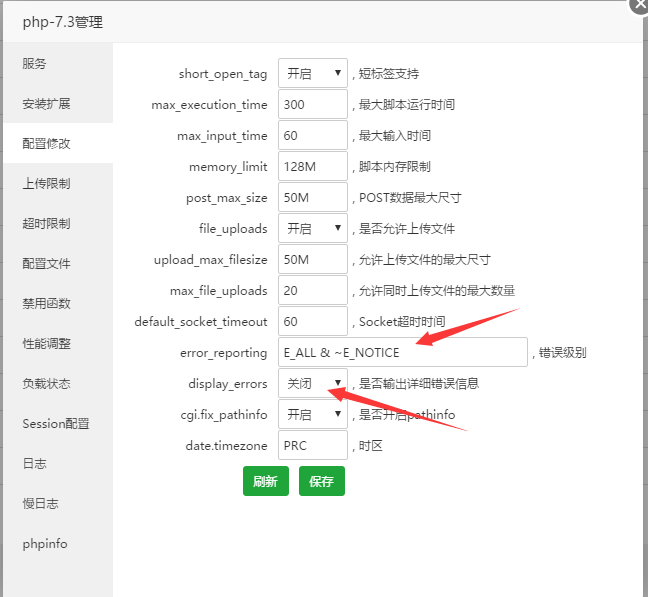 php-7.3管理
服务
安装扩展
配置修改
上传限制
超时限制
配置文件
禁用函数
性能调整
负载状态
Session配置
日志
慢日志
phpinfo
short_open_tag 开启 , 短标签支持
max_execution_time 300 , 最大脚本运行时间
max_input_time 60 , 最大输入时间
memory_limit 128M , 脚本内存限制
post_max_size 50M , POST数据最大尺寸
file_uploads 开启 , 是否允许上传文件
upload_max_filesize 50M , 允许上传文件的最大尺寸
max_file_uploads 20 , 允许同时上传文件的最大数量
default_socket_timeout 60 , Socket超时时间
error_reporting E_ALL & ~E_NOTICE , 错误级别
display_errors 关闭 , 是否输出详细错误信息
cgi.fix_pathinfo 开启 , 是否开启pathinfo
date.timezone PRC , 时区
刷新 保存